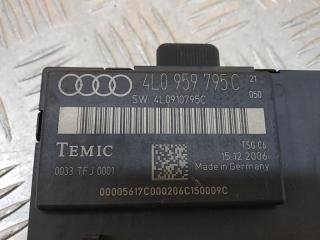 4L0 959 795 C 21
050
SW 4L0910795C
TEMIC
TSG C6
0033 TFJ 0001
15.12.2006
Made in Germany
00005617C000206C150009C